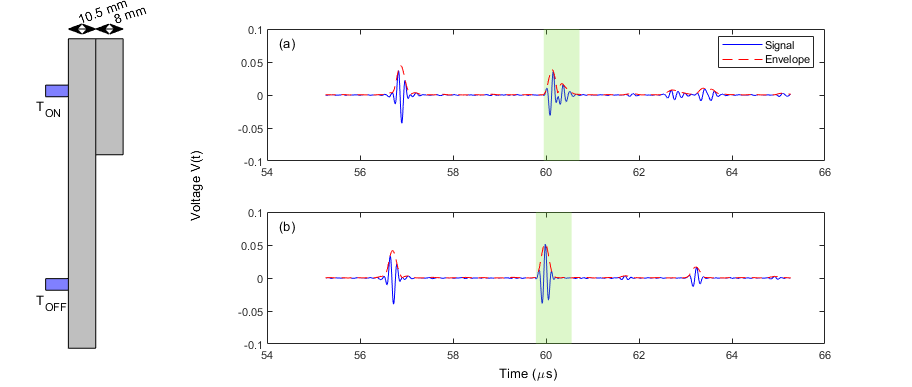 10.5 mm
8 mm
T_ON
T_OFF
Voltage V(t)
(a)
Signal
Envelope
0.1
0.05
0
-0.05
-0.1
54 56 58 60 62 64 66
(b)
0.1
0.05
0
-0.05
-0.1
54 56 58 60 62 64 66
Time (μs)